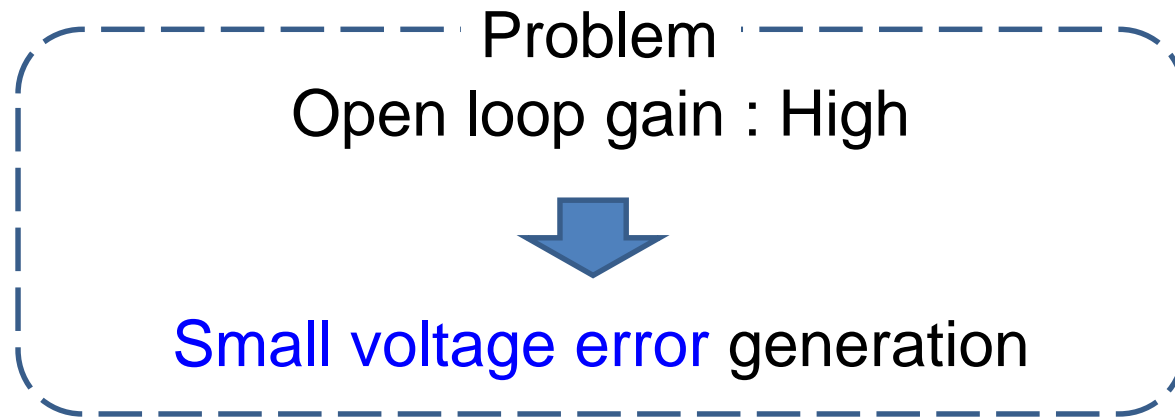 Problem
Open loop gain : High
Small voltage error generation